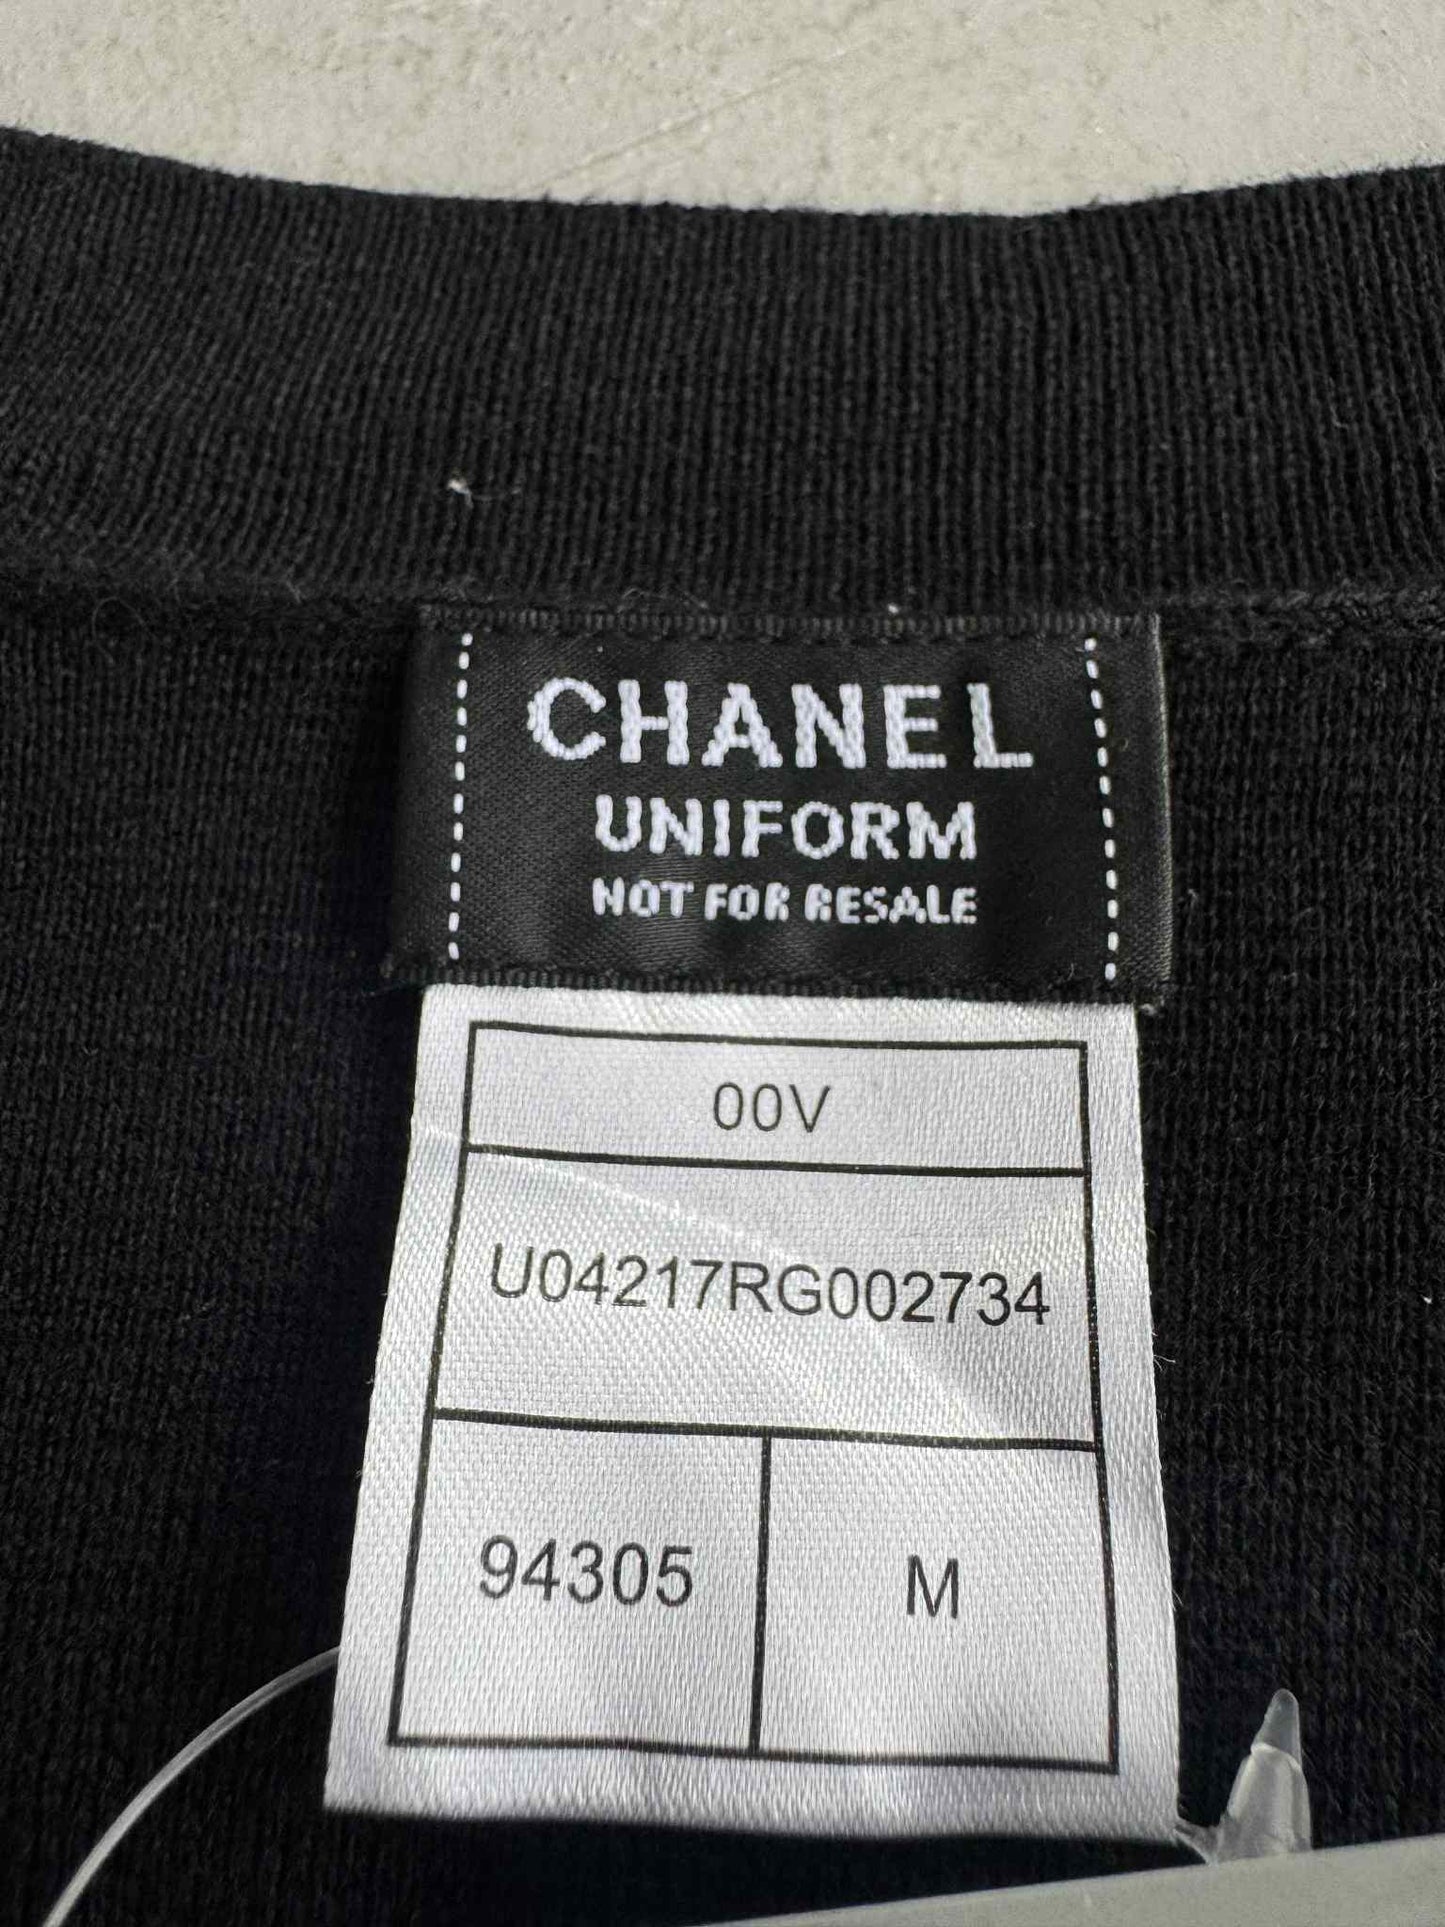 CHANEL
UNIFORM
NOT FOR RESALE
00V
U04217RG002734
94305 M